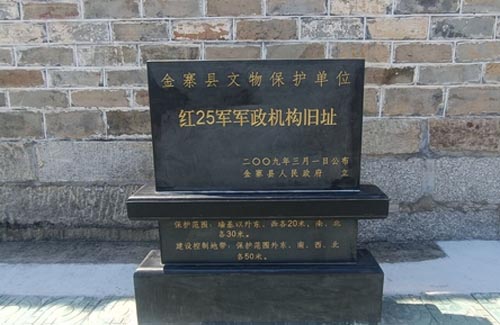 金寨县文物保护单位
红25军军政机构旧址
二〇〇九年三月一日公布
金寨县人民政府 立
保护范围：墙基以外东、西各20米，南、北
各30米。
建设控制地带：保护范围外东、南、西、北
各50米。